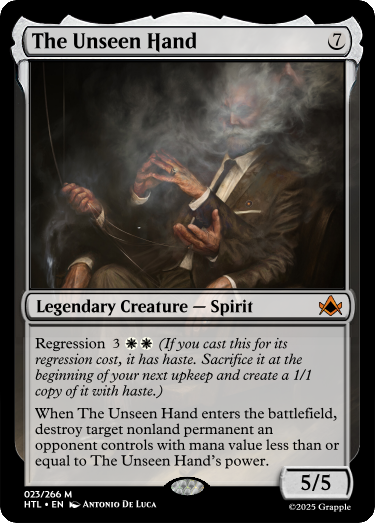 The Unseen Hand 7
Legendary Creature — Spirit
Regression 3 (If you cast this for its
regression cost, it has haste. Sacrifice it at the
beginning of your next upkeep and create a 1/1
copy of it with haste.)
When The Unseen Hand enters the battlefield,
destroy target nonland permanent an
opponent controls with mana value less than or
equal to The Unseen Hand's power.
5/5
023/266 M
HTL • EN Antonio De Luca
©2025 Grapple